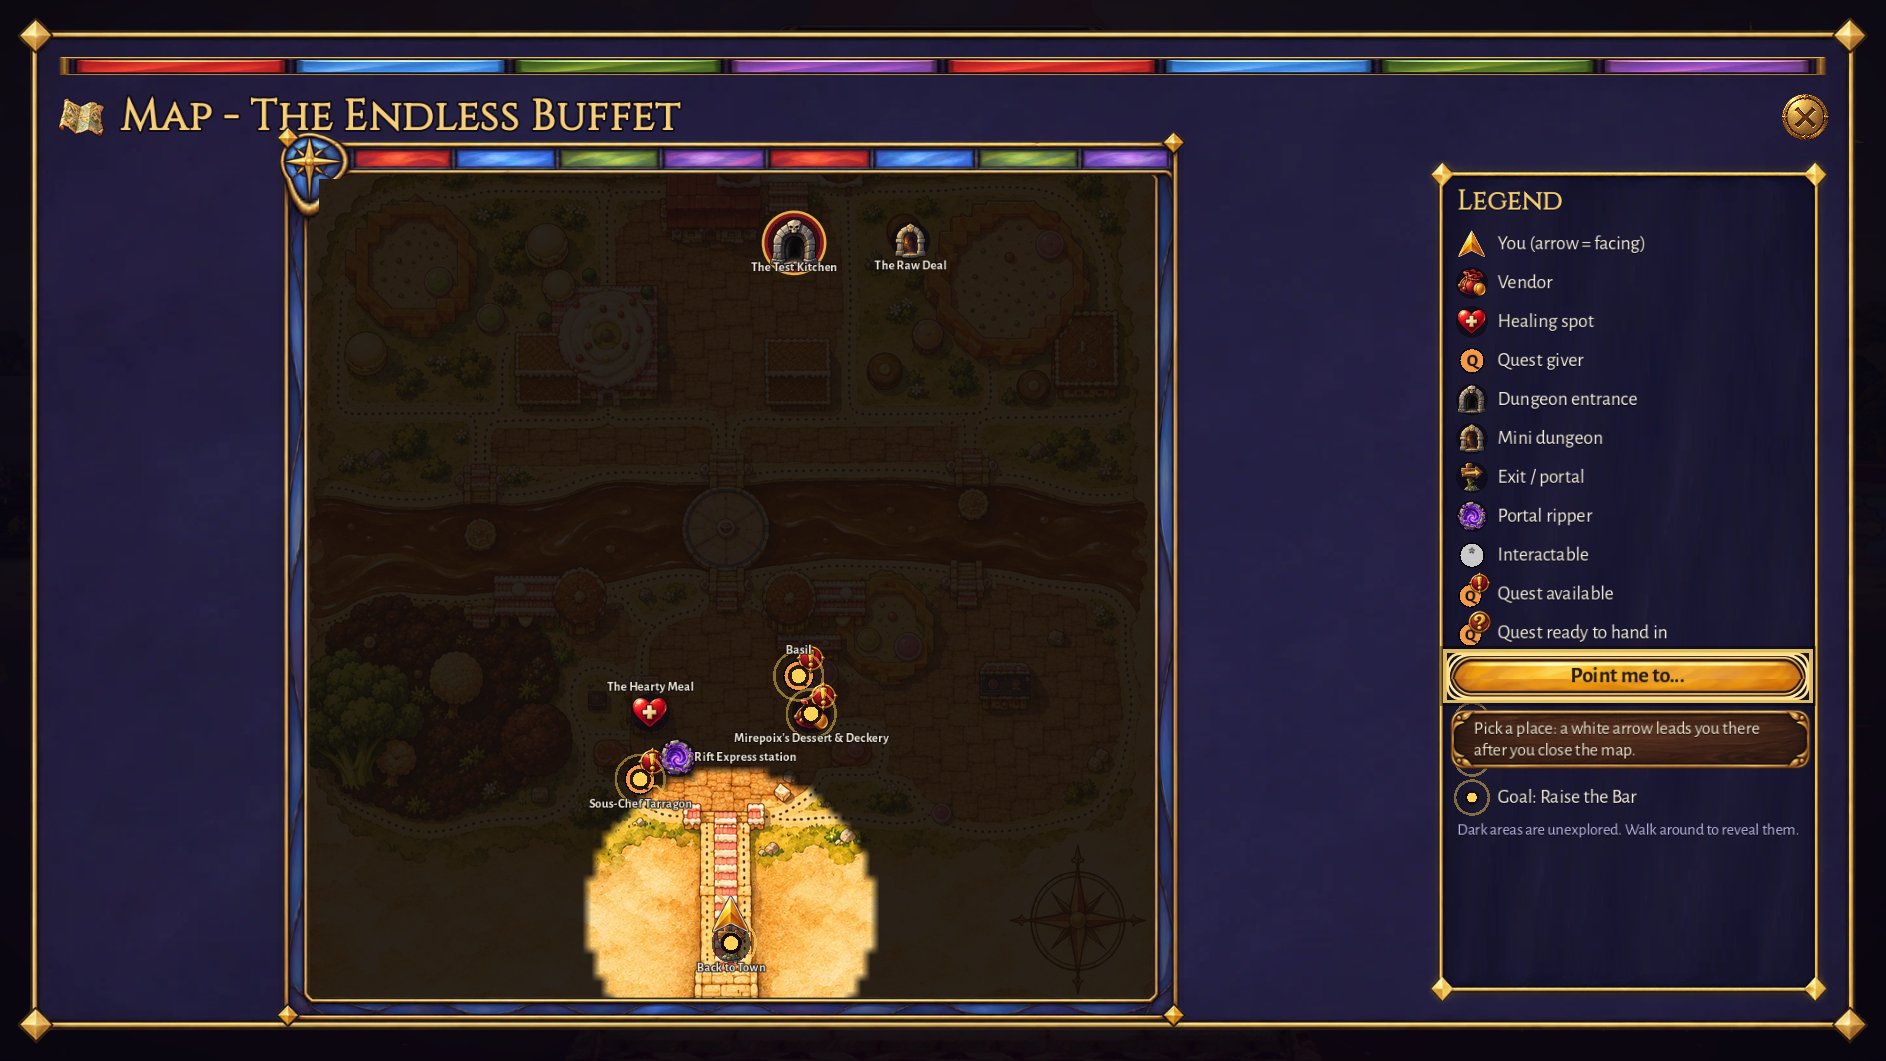 Map - The Endless Buffet
The Test Kitchen
The Raw Deal
Basil
The Hearty Meal
Mirepoix's Dessert & Deckery
Rift Express station
Sous-Chef Tarragon
Back to Town
Legend
You (arrow = facing)
Vendor
Healing spot
Q Quest giver
Dungeon entrance
Mini dungeon
Exit / portal
Portal ripper
* Interactable
Q ! Quest available
Q ? Quest ready to hand in
Point me to...
Pick a place: a white arrow leads you there
after you close the map.
Goal: Raise the Bar
Dark areas are unexplored. Walk around to reveal them.